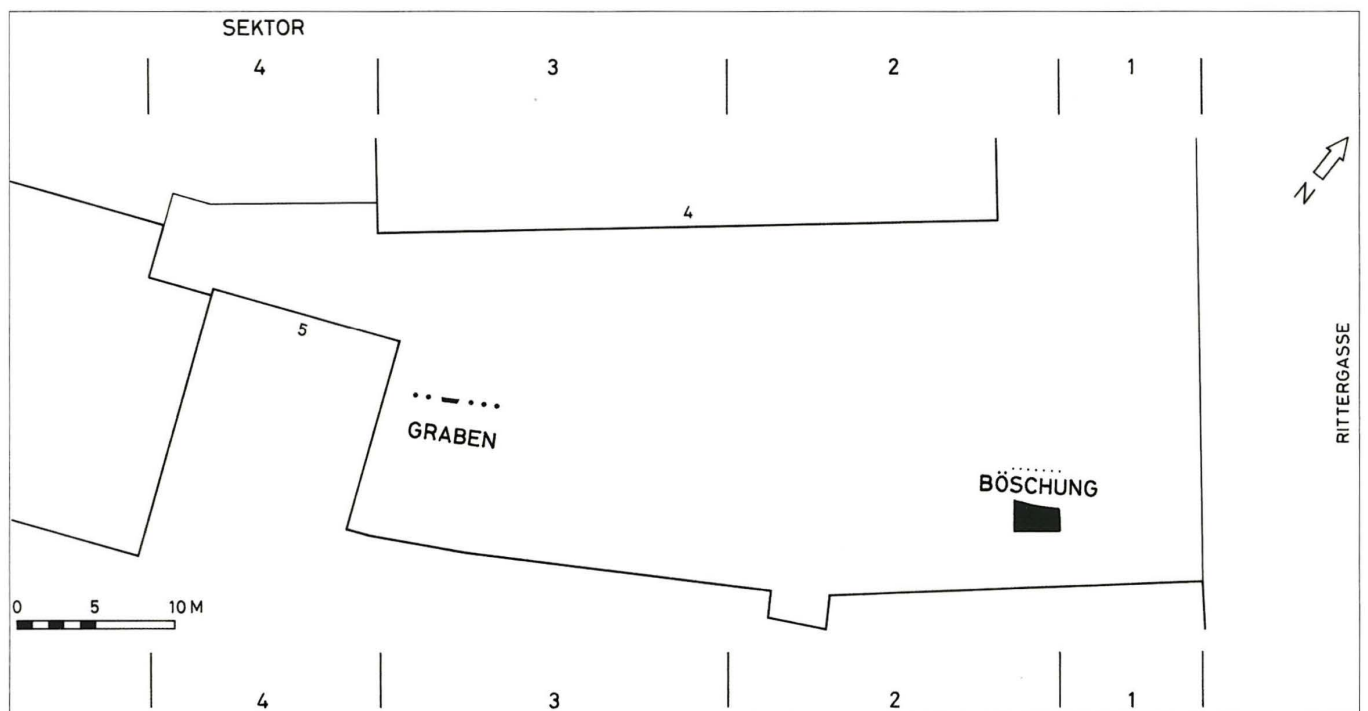 SEKTOR
4 3 2 1
4
N
5
RITTERGASSE
GRABEN
BÖSCHUNG
0 5 10 M
4 3 2 1